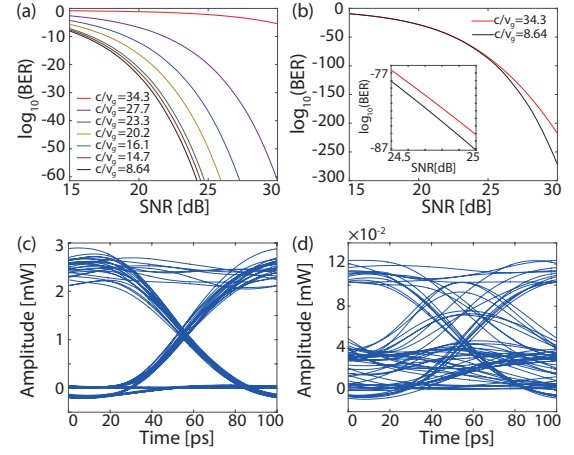 (a)
0
-10
-20
-30
-40
-50
-60
log10(BER)
c/vg=34.3
c/vg=27.7
c/vg=23.3
c/vg=20.2
c/vg=16.1
c/vg=14.7
c/vg=8.64
15 20 25 30
SNR [dB]
(b)
0
-50
-100
-150
-200
-250
-300
log10(BER)
c/vg=34.3
c/vg=8.64
-77
-87
log10(BER)
24.5 25
SNR[dB]
15 20 25 30
SNR [dB]
(c)
3
2
1
0
Amplitude [mW]
0 20 40 60 80 100
Time [ps]
(d)
×10-2
12
8
4
0
Amplitude [mW]
0 20 40 60 80 100
Time [ps]